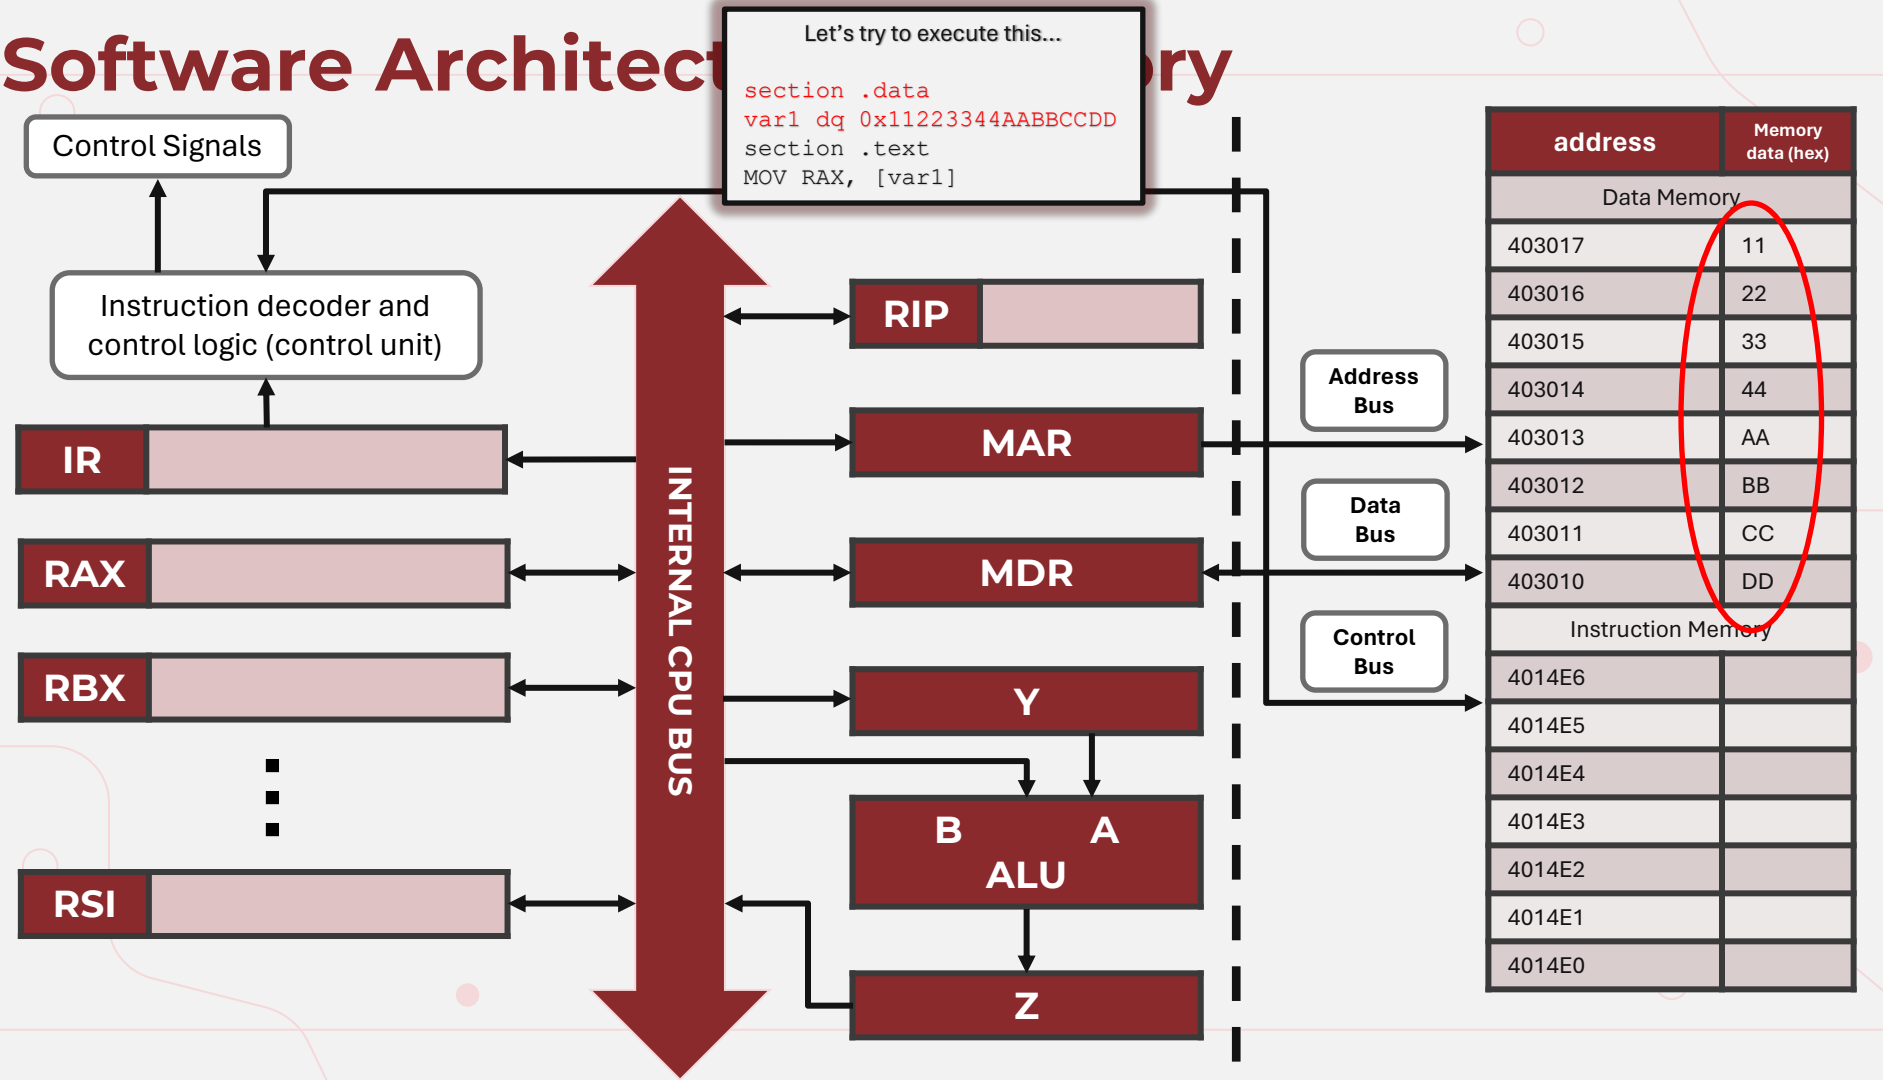 Software Architect
ry
Let's try to execute this...
section .data
var1 dq 0x11223344AABBCCDD
section .text
MOV RAX, [var1]
Control Signals
Instruction decoder and
control logic (control unit)
IR
RAX
RBX
RSI
INTERNAL CPU BUS
RIP
MAR
MDR
Y
B A
ALU
Z
Address
Bus
Data
Bus
Control
Bus
address Memory
data (hex)
Data Memory
403017 11
403016 22
403015 33
403014 44
403013 AA
403012 BB
403011 CC
403010 DD
Instruction Memory
4014E6
4014E5
4014E4
4014E3
4014E2
4014E1
4014E0